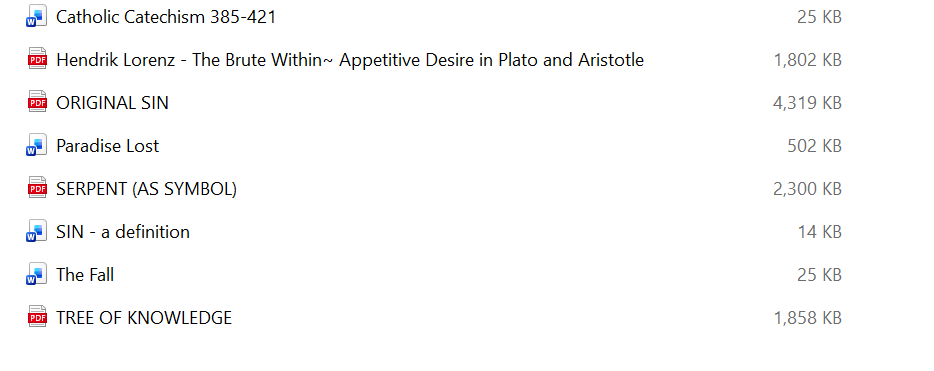 Catholic Catechism 385-421 25 KB
Hendrik Lorenz - The Brute Within~ Appetitive Desire in Plato and Aristotle 1,802 KB
ORIGINAL SIN 4,319 KB
Paradise Lost 502 KB
SERPENT (AS SYMBOL) 2,300 KB
SIN - a definition 14 KB
The Fall 25 KB
TREE OF KNOWLEDGE 1,858 KB